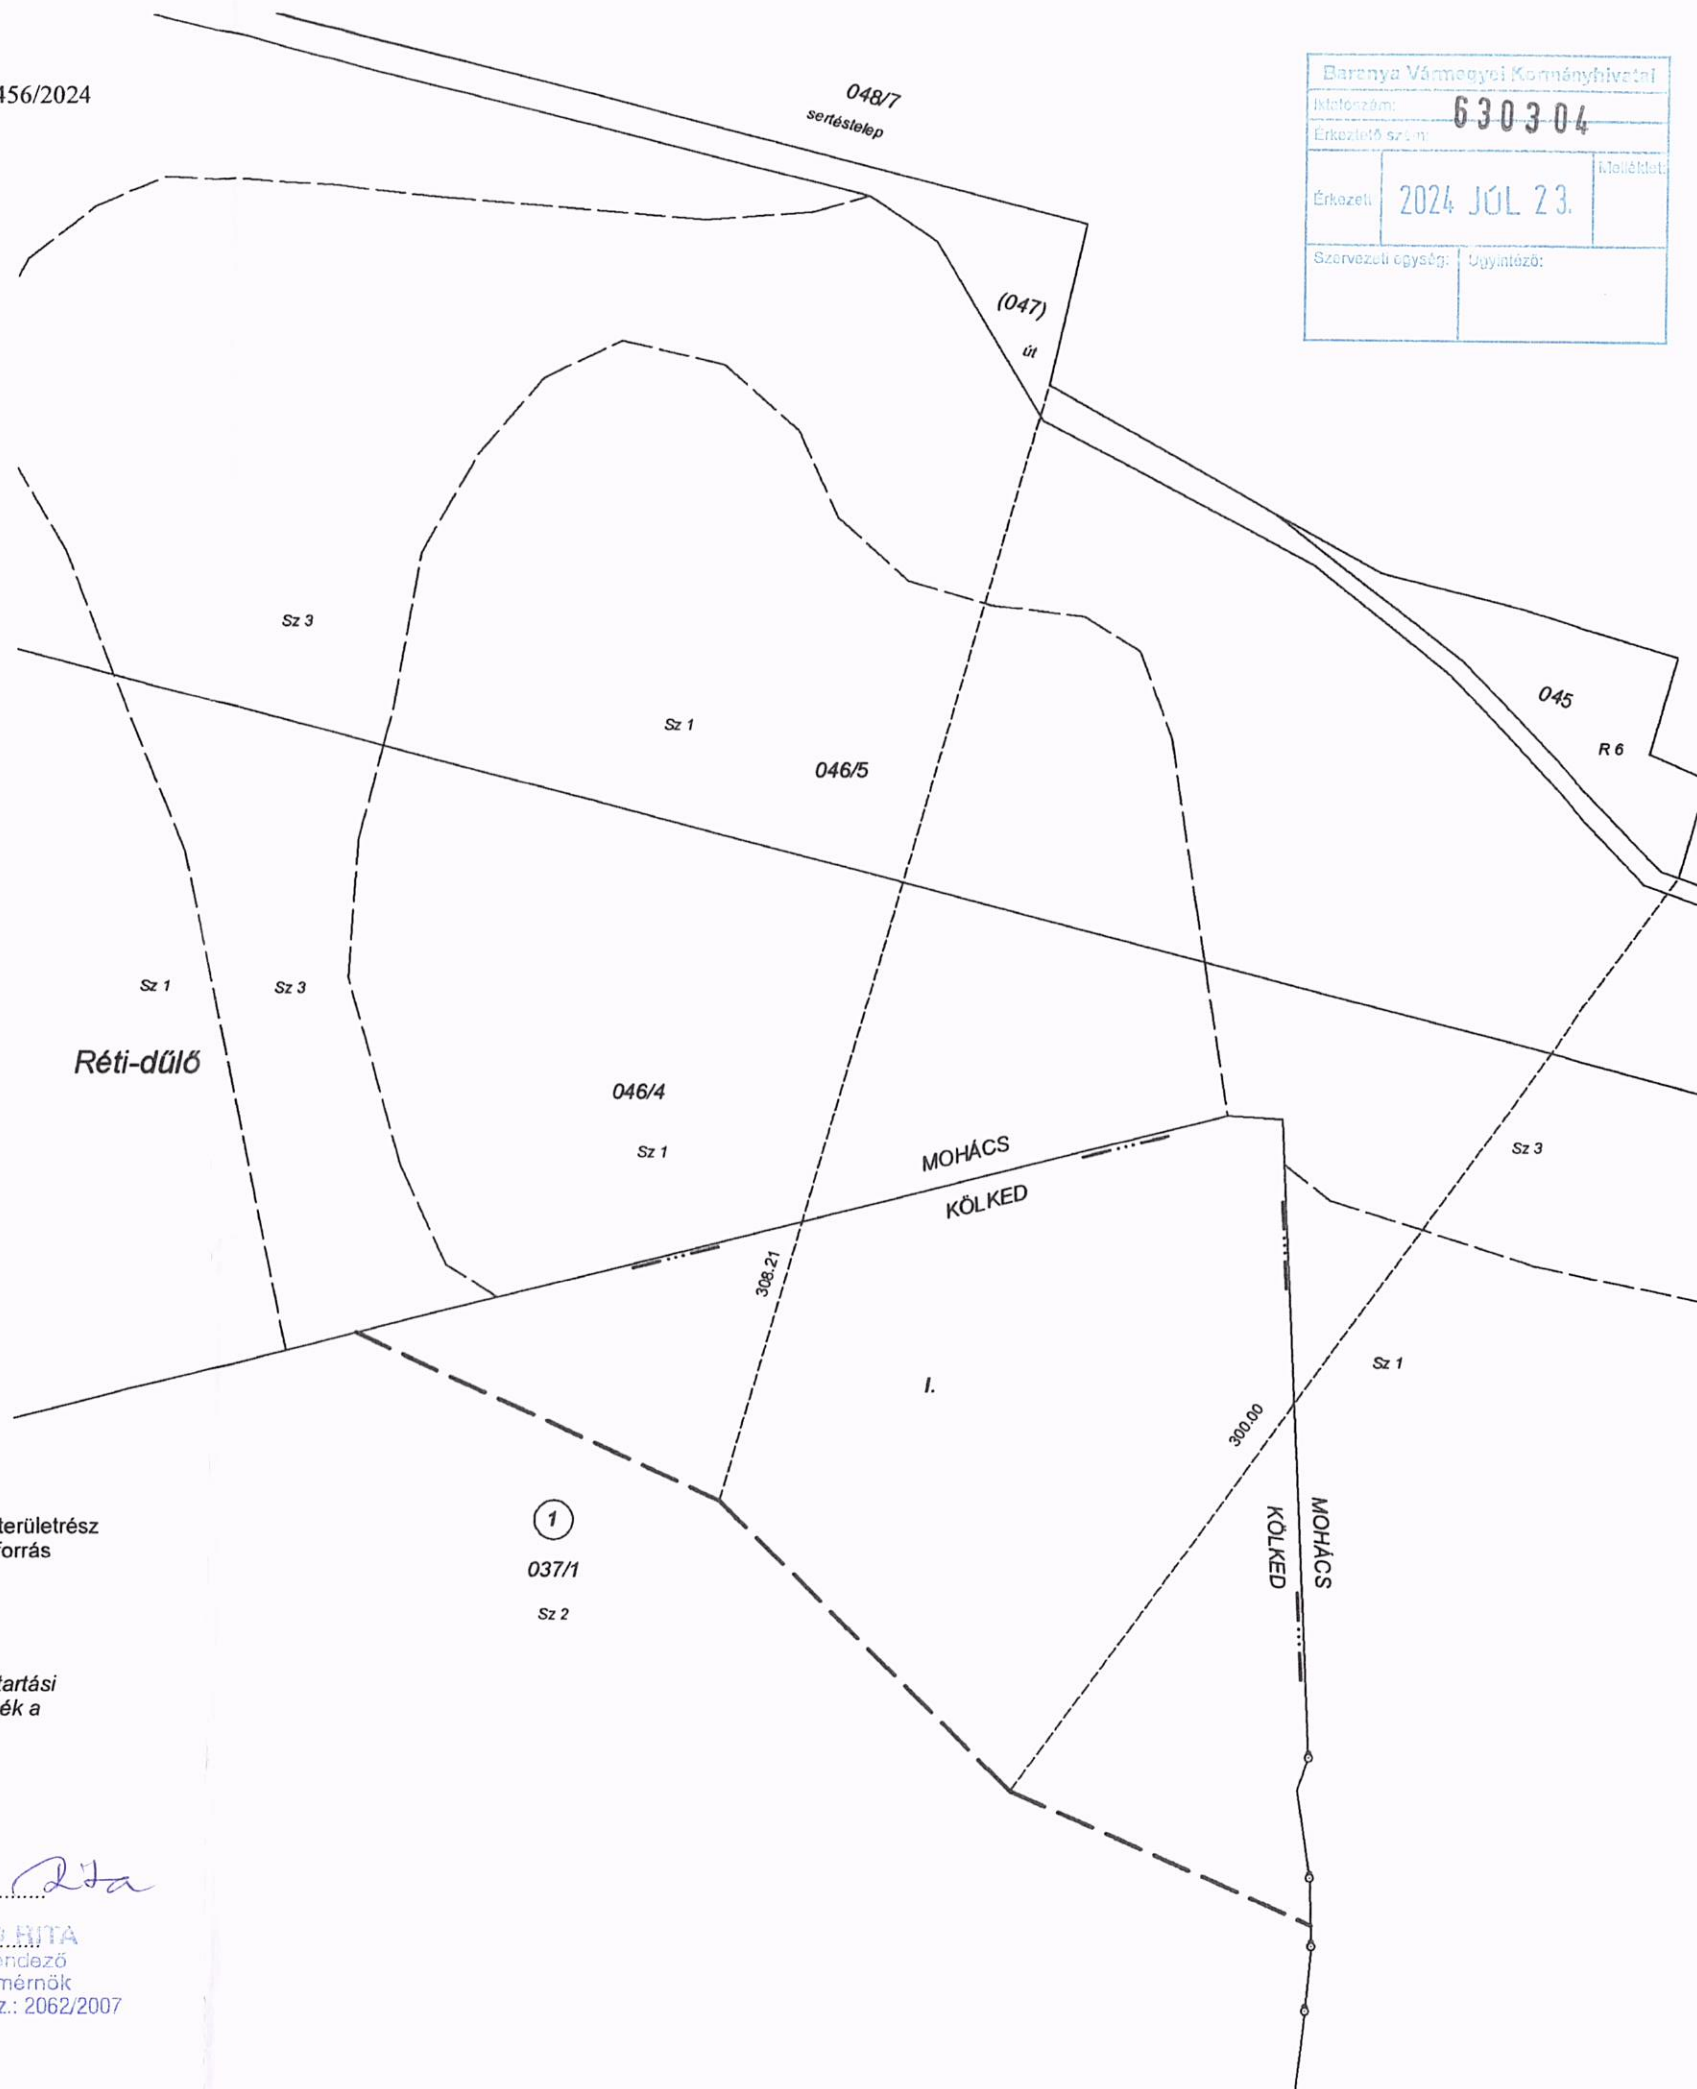 456/2024
Baranya Vármegyei Kormányhivatal
Iktatószám:
630304
Érkeztető szám:
Érkezett:
2024 JÚL 23.
Melléklet:
Szervezeti egység:
Ügyintéző:
048/7
sertéstelep
(047)
út
Sz 3
Sz 1
046/5
045
R 6
Sz 1
Sz 3
Réti-dűlő
046/4
Sz 1
MOHÁCS
KÖLKED
Sz 3
308.21
Sz 1
I.
300.00
MOHÁCS
KÖLKED
területrész
forrás
1
037/1
Sz 2
tartási
ék a
Rita
RITA
endező
mérnök
z.: 2062/2007